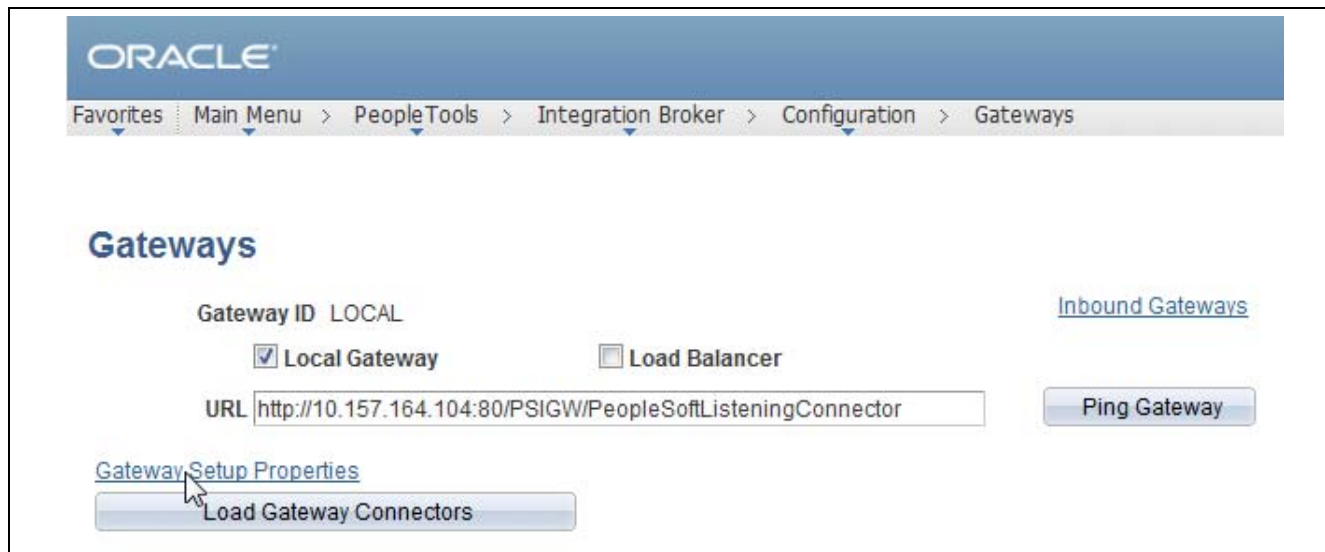 ORACLE
Favorites Main Menu > PeopleTools > Integration Broker > Configuration > Gateways
Gateways
Gateway ID LOCAL Inbound Gateways
Local Gateway Load Balancer
URL http://10.157.164.104:80/PSIGW/PeopleSoftListeningConnector Ping Gateway
Gateway Setup Properties
Load Gateway Connectors